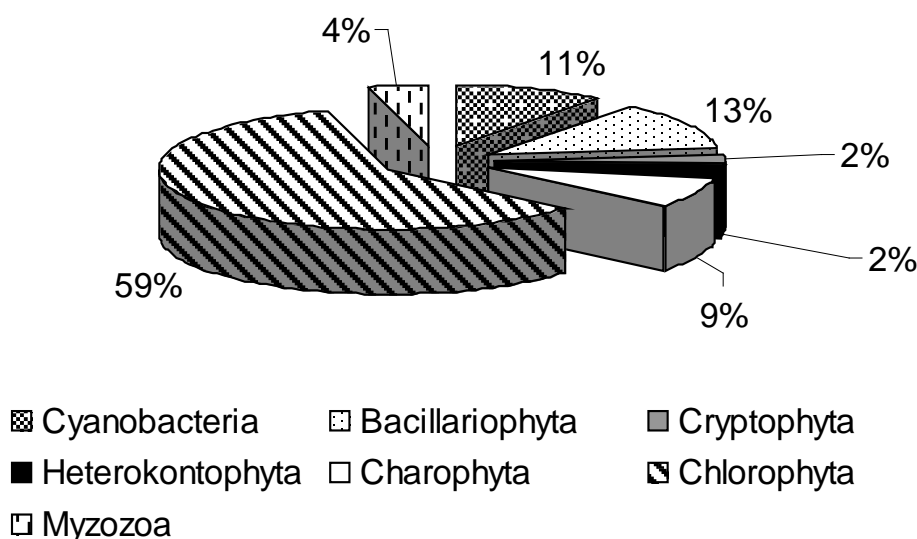 4%
11%
13%
2%
2%
9%
59%
Cyanobacteria Bacillariophyta Cryptophyta
Heterokontophyta Charophyta Chlorophyta
Myzozoa